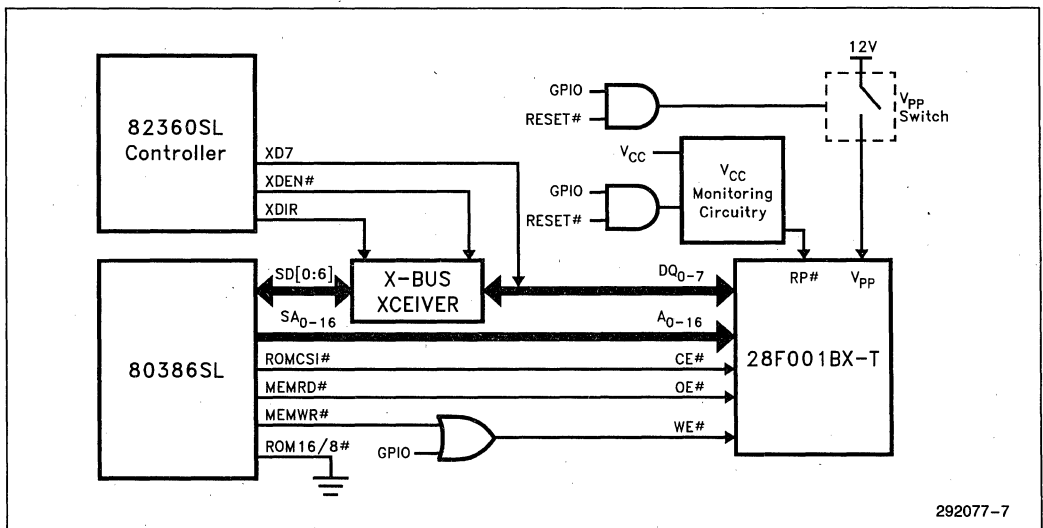 82360SL
Controller
XD7
XDEN#
XDIR
GPIO
RESET#
12V
VPP
Switch
VCC
GPIO
RESET#
VCC
Monitoring
Circuitry
SD[0:6]
X-BUS
XCEIVER
DQ0-7
RP#
VPP
SA0-16
A0-16
80386SL
28F001BX-T
ROMCSI#
CE#
MEMRD#
OE#
MEMWR#
GPIO
WE#
ROM16/8#
292077-7